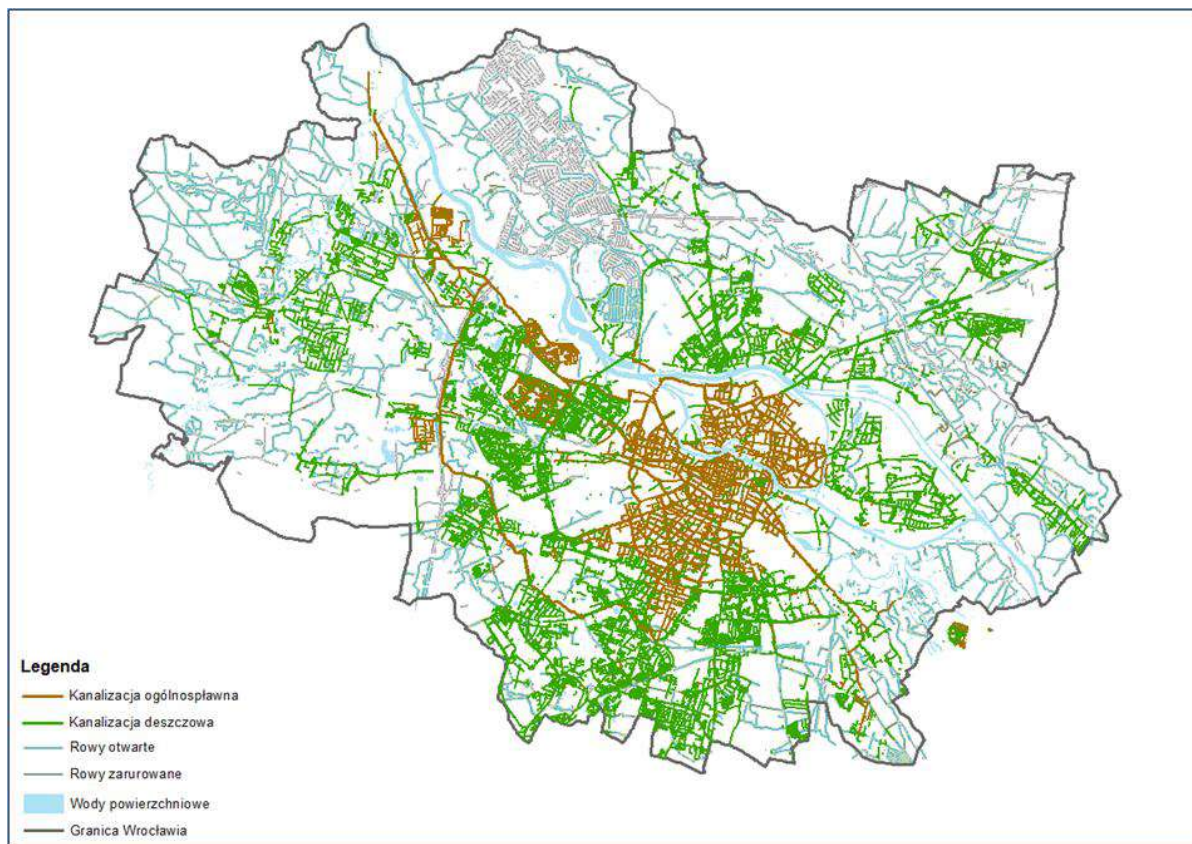 Legenda
Kanalizacja ogólnospławna
Kanalizacja deszczowa
Rowy otwarte
Rowy zarurowane
Wody powierzchniowe
Granica Wrocławia